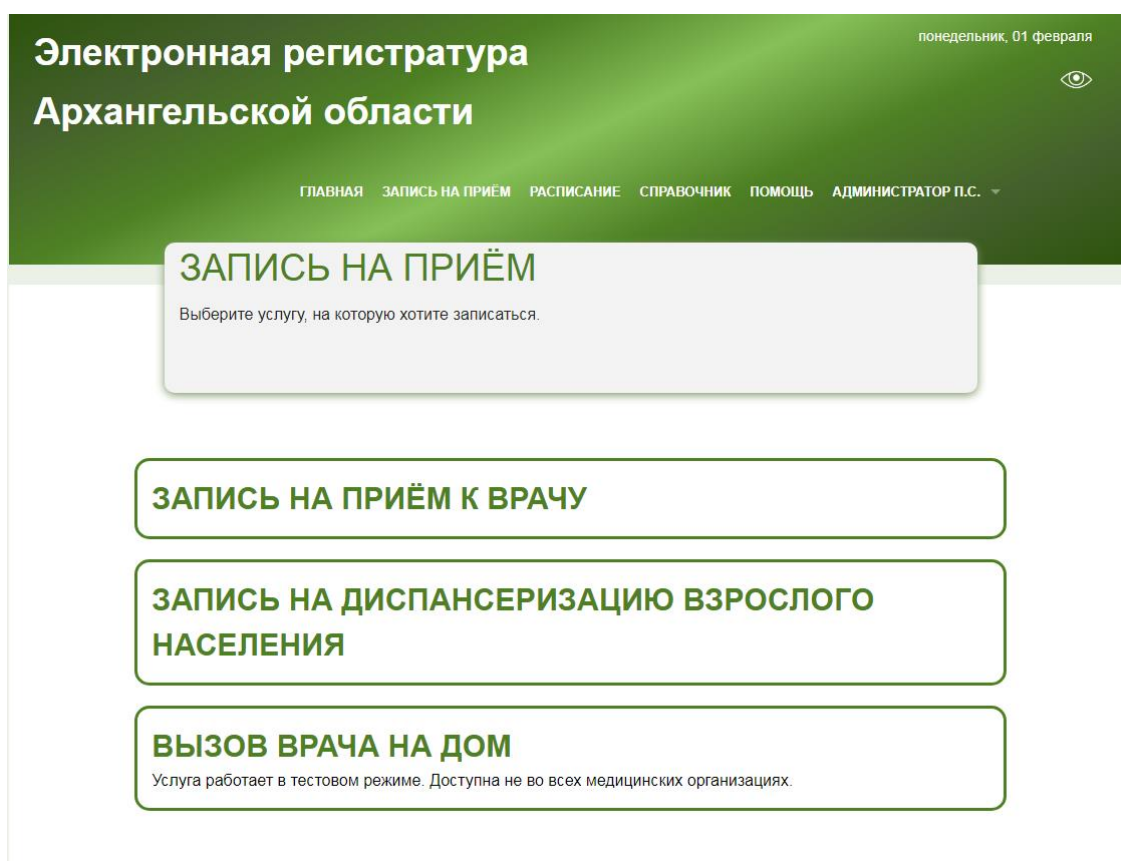 Электронная регистратура
Архангельской области
понедельник, 01 февраля
ГЛАВНАЯ ЗАПИСЬ НА ПРИЁМ РАСПИСАНИЕ СПРАВОЧНИК ПОМОЩЬ АДМИНИСТРАТОР П.С.
ЗАПИСЬ НА ПРИЁМ
Выберите услугу, на которую хотите записаться.
ЗАПИСЬ НА ПРИЁМ К ВРАЧУ
ЗАПИСЬ НА ДИСПАНСЕРИЗАЦИЮ ВЗРОСЛОГО
НАСЕЛЕНИЯ
ВЫЗОВ ВРАЧА НА ДОМ
Услуга работает в тестовом режиме. Доступна не во всех медицинских организациях.